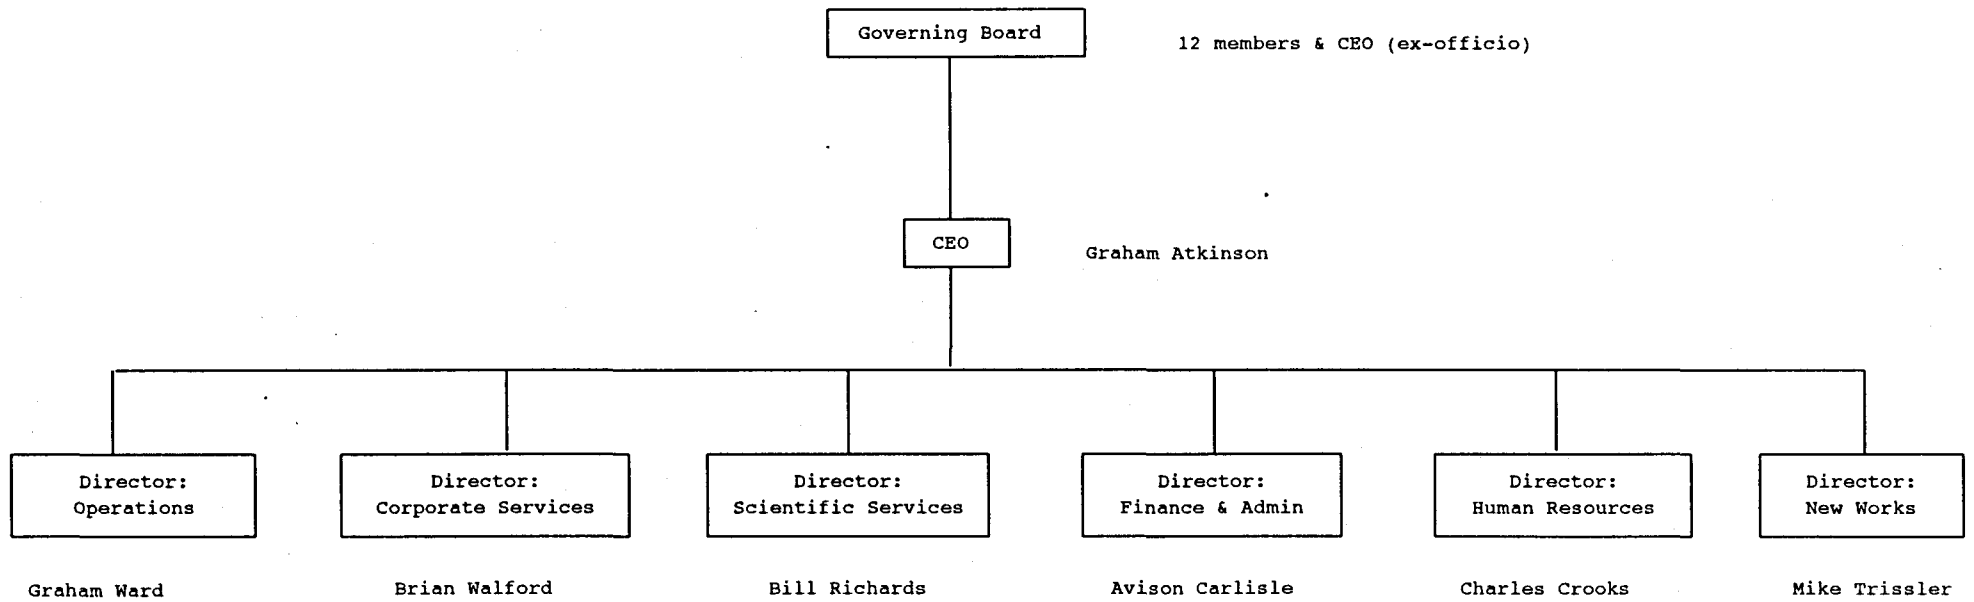 Governing Board
12 members & CEO (ex-officio)
CEO
Graham Atkinson
Director:
Operations
Director:
Corporate Services
Director:
Scientific Services
Director:
Finance & Admin
Director:
Human Resources
Director:
New Works
Graham Ward
Brian Walford
Bill Richards
Avison Carlisle
Charles Crooks
Mike Trissler